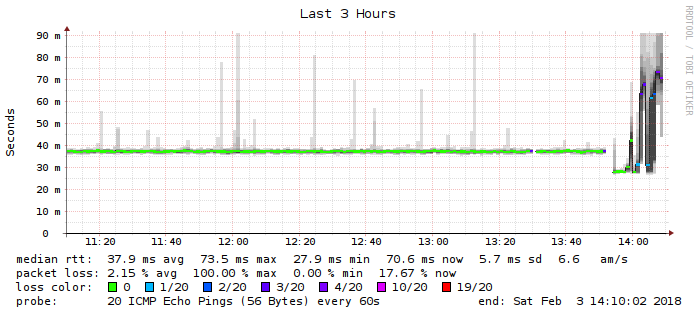 Last 3 Hours
RRDTOOL / TOBI OETIKER
Seconds
90 m
80 m
70 m
60 m
50 m
40 m
30 m
20 m
10 m
0
11:20 11:40 12:00 12:20 12:40 13:00 13:20 13:40 14:00
median rtt: 37.9 ms avg 73.5 ms max 27.9 ms min 70.6 ms now 5.7 ms sd 6.6 am/s
packet loss: 2.15 % avg 100.00 % max 0.00 % min 17.67 % now
loss color: 0 1/20 2/20 3/20 4/20 10/20 19/20
probe: 20 ICMP Echo Pings (56 Bytes) every 60s end: Sat Feb 3 14:10:02 2018